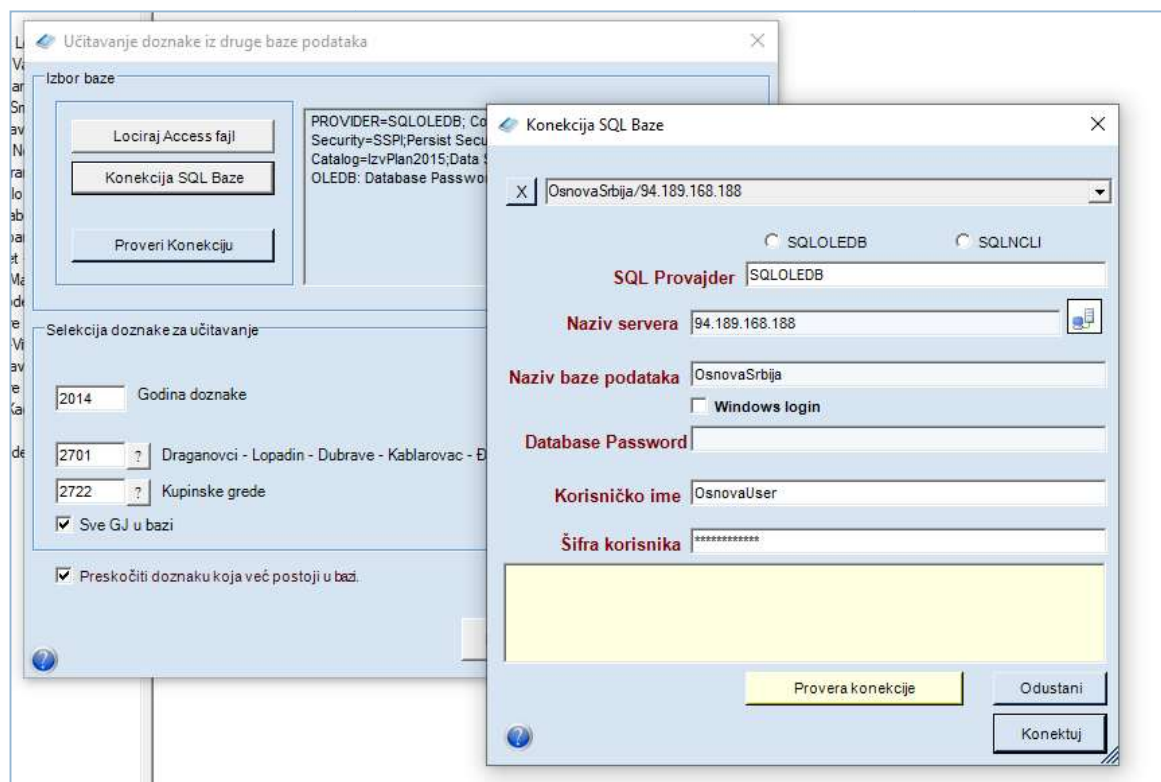 Učitavanje doznake iz druge baze podataka
Izbor baze
Lociraj Access fajl
Konekcija SQL Baze
Proveri Konekciju
PROVIDER=SQLOLEDB;
Security=SSPI;Persist
Catalog=IzvPlan2015;Data
OLEDB: Database
Selekcija doznake za učitavanje
2014 Godina doznake
2701 ? Draganovci - Lopadin - Dubrave - Kablarovac - Đ
2722 ? Kupinske grede
Sve GJ u bazi
Preskočiti doznaku koja već postoji u bazi.
Konekcija SQL Baze
X OsnovaSrbija/94.189.168.188
SQLOLEDB SQLNCLI
SQL Provajder SQLOLEDB
Naziv servera 94.189.168.188
Naziv baze podataka OsnovaSrbija
Windows login
Database Password
Korisničko ime OsnovaUser
Šifra korisnika ************
Provera konekcije Odustani
Konektuj